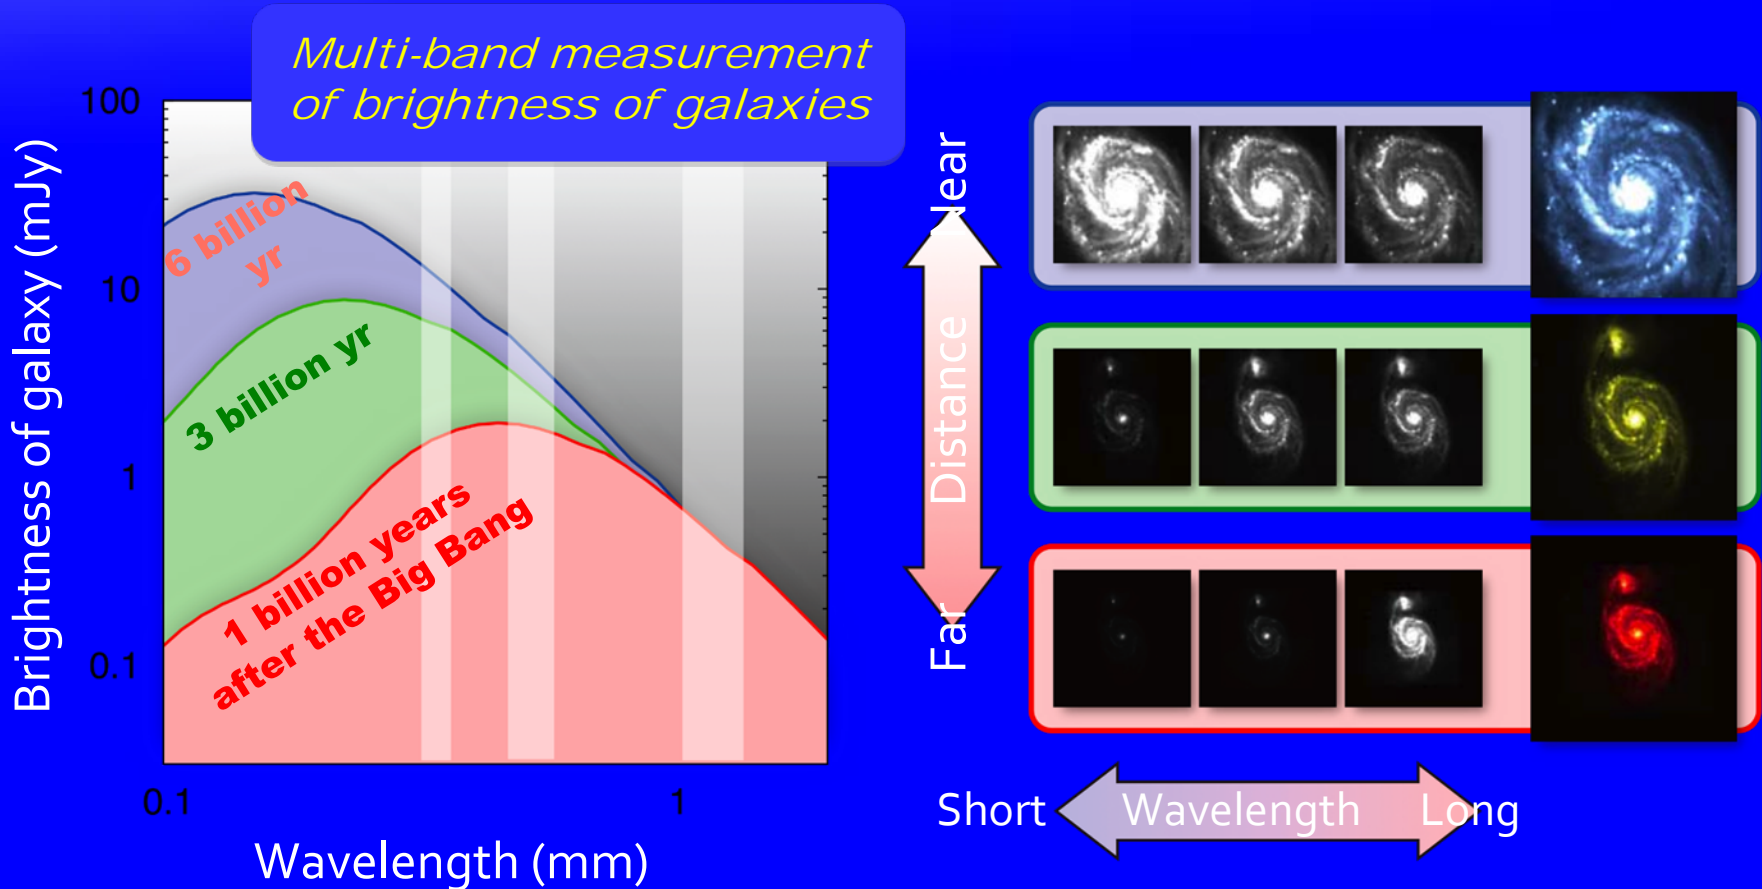 Multi-band measurement
of brightness of galaxies
Brightness of galaxy (mJy)
100
10
1
0.1
6 billion
yr
3 billion yr
1 billion years
after the Big Bang
0.1
1
Wavelength (mm)
Near
Distance
Far
Short
Wavelength
Long